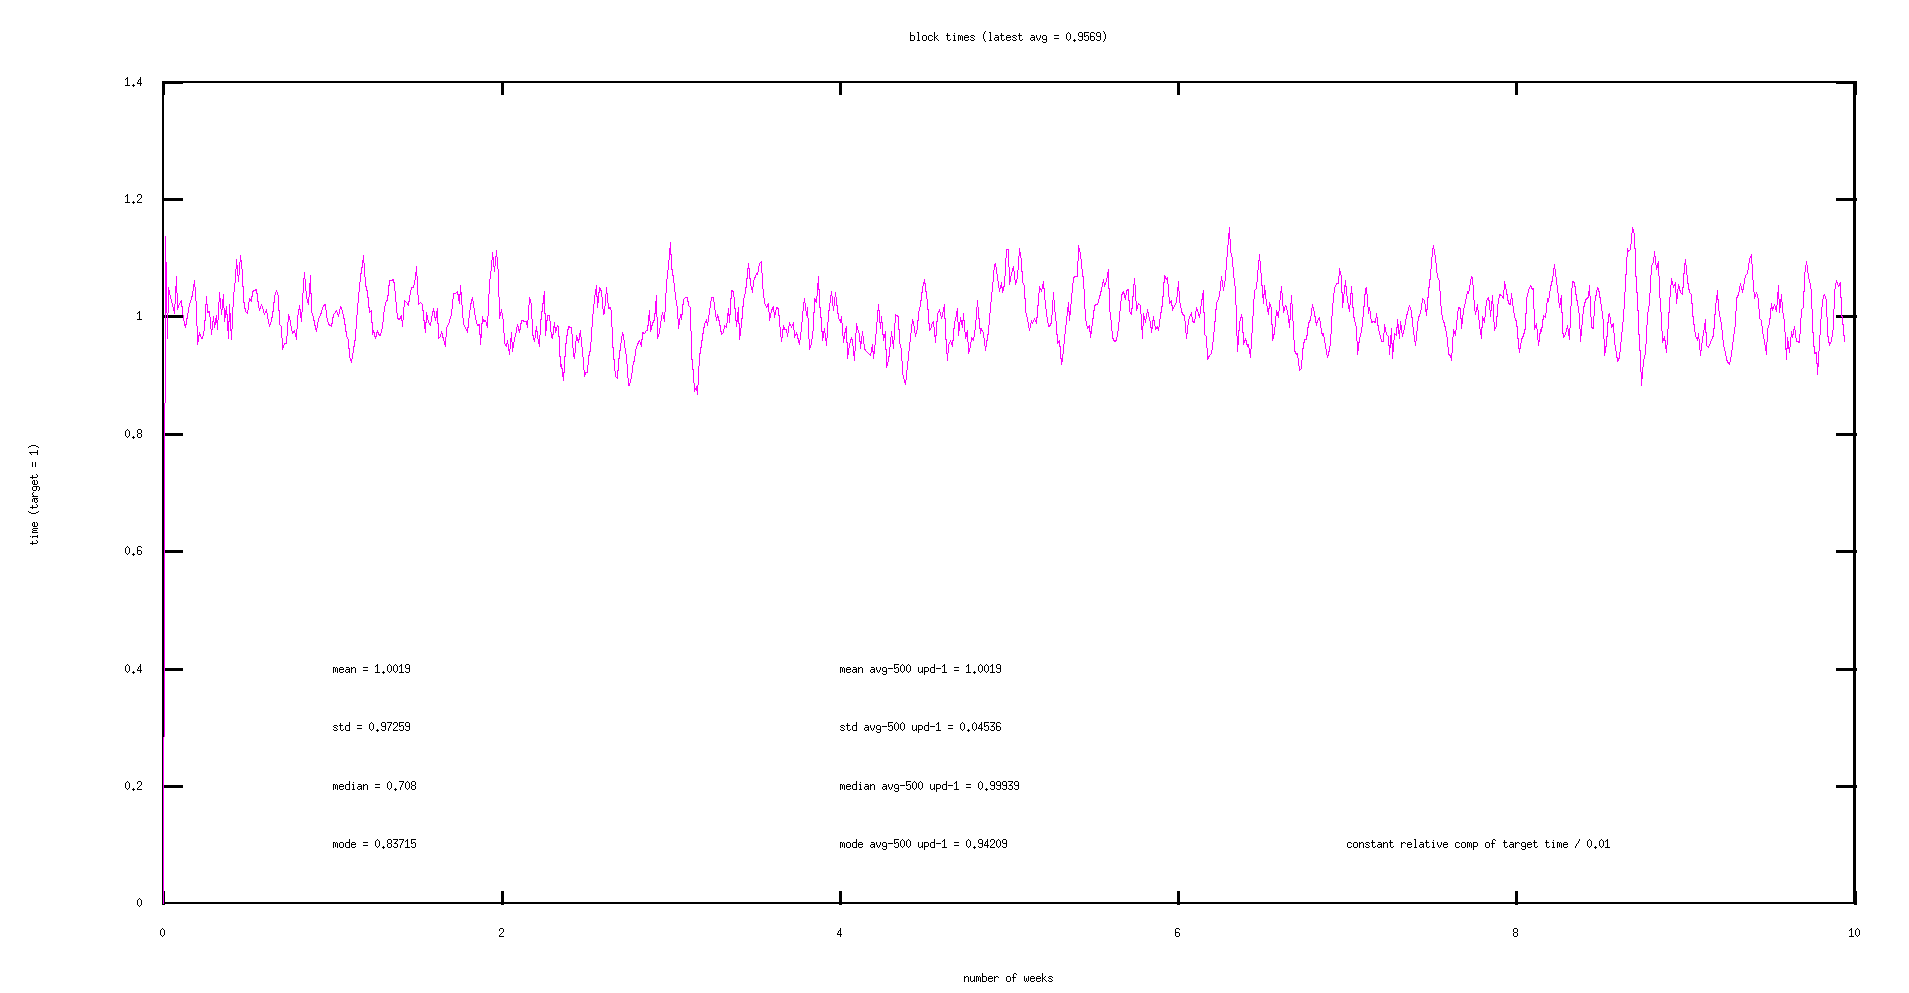 block times (latest avg = 0.9569)
1.4
1.2
1
0.8
0.6
0.4
0.2
0
time (target = 1)
mean = 1.0019
mean avg-500 upd-1 = 1.0019
std = 0.97259
std avg-500 upd-1 = 0.04536
median = 0.708
median avg-500 upd-1 = 0.99939
mode = 0.83715
mode avg-500 upd-1 = 0.94209
constant relative comp of target time / 0.01
0 2 4 6 8 10
number of weeks